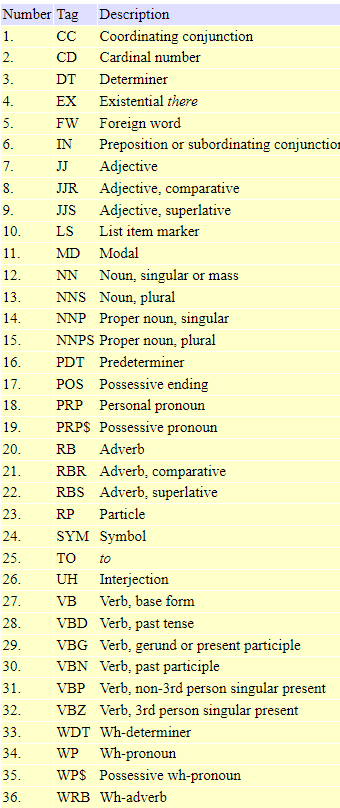 Number Tag Description
1. CC Coordinating conjunction
2. CD Cardinal number
3. DT Determiner
4. EX Existential there
5. FW Foreign word
6. IN Preposition or subordinating conjunction
7. JJ Adjective
8. JJR Adjective, comparative
9. JJS Adjective, superlative
10. LS List item marker
11. MD Modal
12. NN Noun, singular or mass
13. NNS Noun, plural
14. NNP Proper noun, singular
15. NNPS Proper noun, plural
16. PDT Predeterminer
17. POS Possessive ending
18. PRP Personal pronoun
19. PRP$ Possessive pronoun
20. RB Adverb
21. RBR Adverb, comparative
22. RBS Adverb, superlative
23. RP Particle
24. SYM Symbol
25. TO to
26. UH Interjection
27. VB Verb, base form
28. VBD Verb, past tense
29. VBG Verb, gerund or present participle
30. VBN Verb, past participle
31. VBP Verb, non-3rd person singular present
32. VBZ Verb, 3rd person singular present
33. WDT Wh-determiner
34. WP Wh-pronoun
35. WP$ Possessive wh-pronoun
36. WRB Wh-adverb